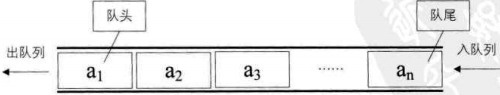 队头
队尾
出队列
入队列
a1 a2 a3 ...... an